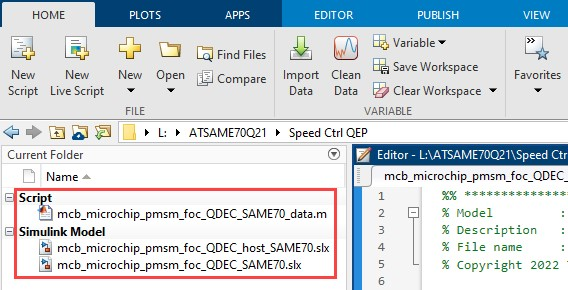 HOME PLOTS APPS EDITOR PUBLISH
New Script
New Live Script
New
Open
Find Files
Compare
Import Data
Clean Data
Variable
Save Workspace
Clear Workspace
Favorites
FILE VARIABLE
L: ATSAME70Q21 Speed Ctrl QEP
Current Folder
Name
Script
mcb_microchip_pmsm_foc_QDEC_SAME70_data.m
Simulink Model
mcb_microchip_pmsm_foc_QDEC_host_SAME70.slx
mcb_microchip_pmsm_foc_QDEC_SAME70.slx
Editor - L:\ATSAME70Q21\Speed Ctrl
mcb_microchip_pmsm_foc_QDEC_
1 %% **************
2 % Model :
3 % Description :
4 % File name :
5 % Copyright 2022
6